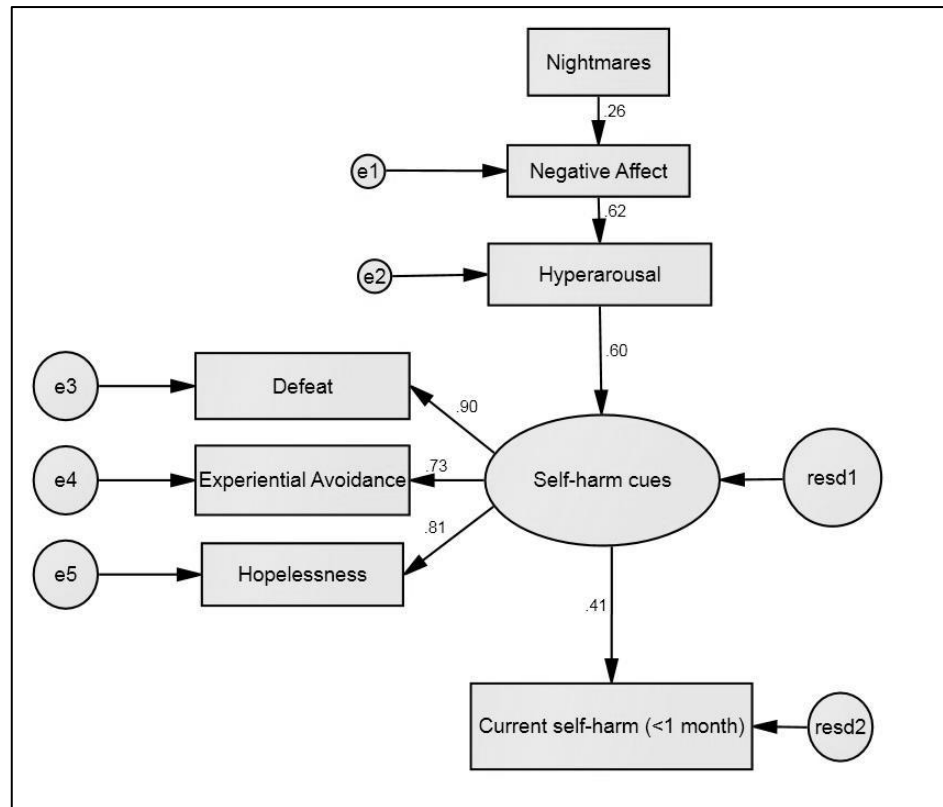 Nightmares
.26
e1
Negative Affect
.62
e2
Hyperarousal
.60
e3
Defeat
.90
e4
Experiential Avoidance
.73
Self-harm cues
resd1
.81
e5
Hopelessness
.41
Current self-harm (<1 month)
resd2